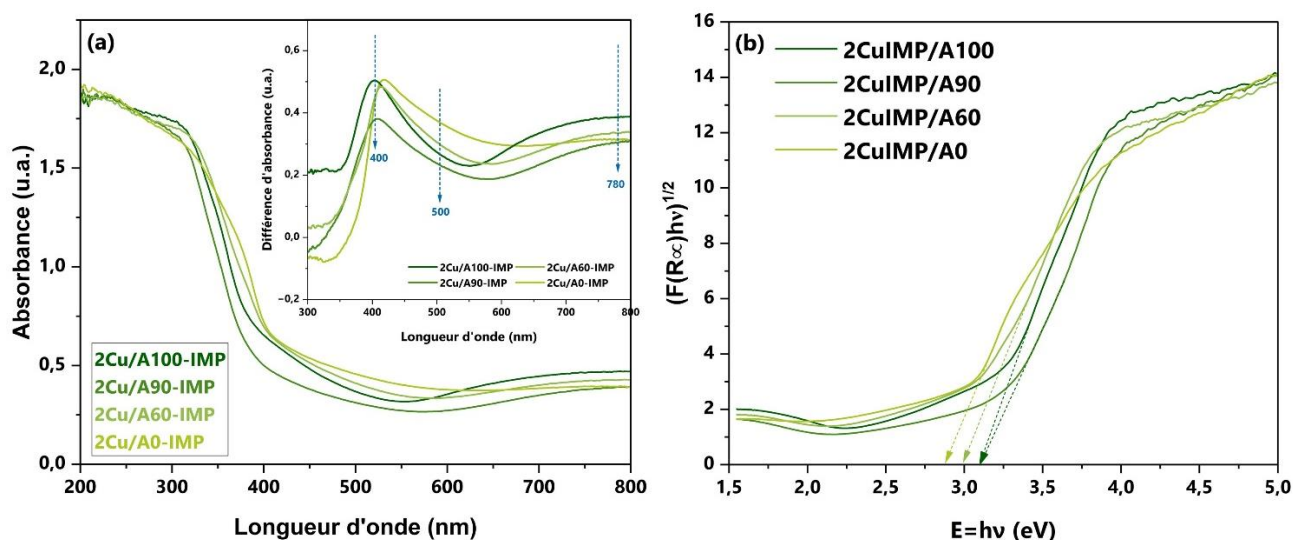 (a)
Absorbance (u.a.)
2,0
1,5
1,0
0,5
0,0
200 300 400 500 600 700 800
Longueur d'onde (nm)
2Cu/A100-IMP
2Cu/A90-IMP
2Cu/A60-IMP
2Cu/A0-IMP
Différence d'absorbance (u.a.)
0,6
0,4
0,2
0,0
−0,2
300 400 500 600 700 800
Longueur d'onde (nm)
400
500
780
2Cu/A100-IMP 2Cu/A60-IMP
2Cu/A90-IMP 2Cu/A0-IMP
(b)
(F(R∝)hν)1/2
16
14
12
10
8
6
4
2
0
1,5 2,0 2,5 3,0 3,5 4,0 4,5 5,0
E=hν (eV)
2CuIMP/A100
2CuIMP/A90
2CuIMP/A60
2CuIMP/A0